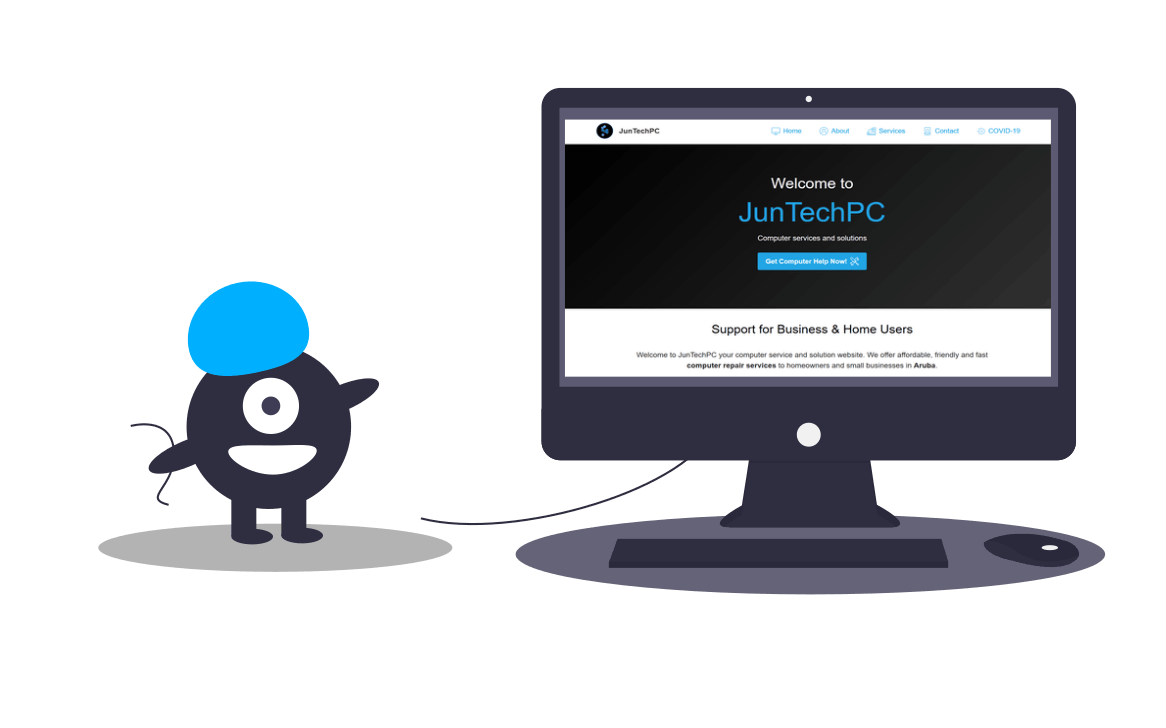 JunTechPC
Home About Services Contact COVID-19
Welcome to
JunTechPC
Computer services and solutions
Get Computer Help Now!
Support for Business & Home Users
Welcome to JunTechPC your computer service and solution website. We offer affordable, friendly and fast
computer repair services to homeowners and small businesses in Aruba.